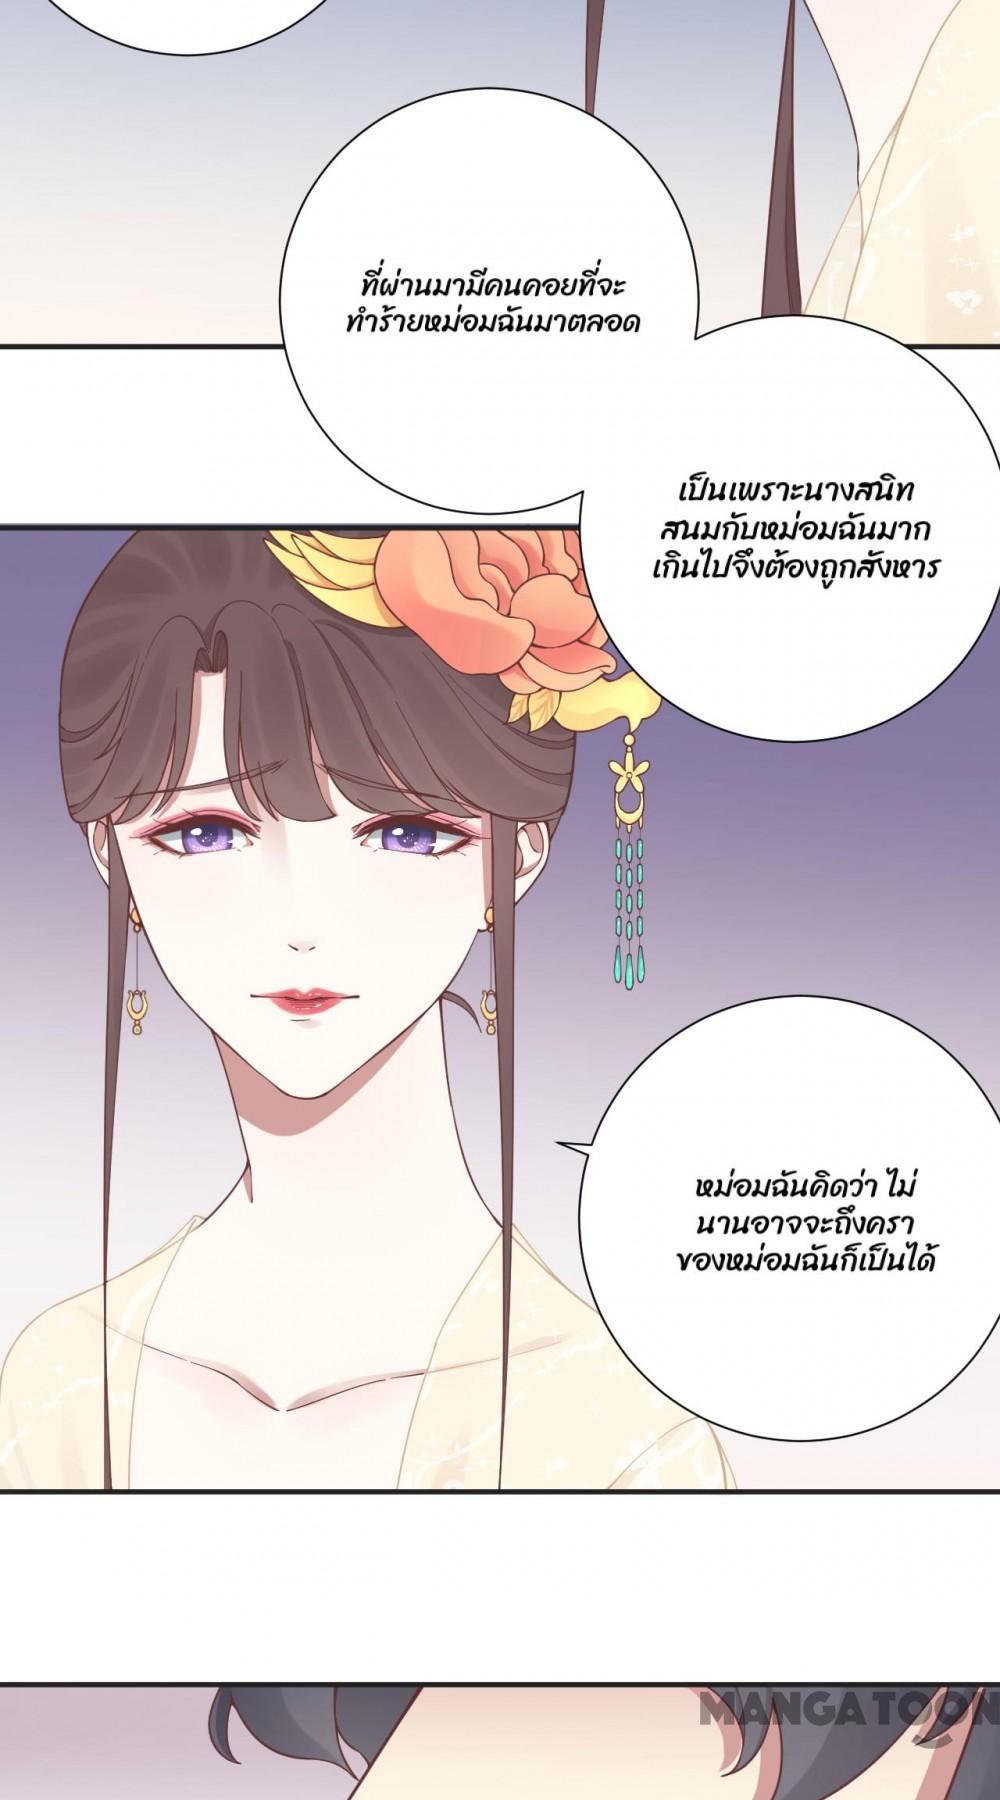 ที่ผ่านมามีคนคอยที่จะ
ทำร้ายหม่อมฉันมาตลอด
เป็นเพราะนางสนิท
สนมกับหม่อมฉันมาก
เกินไปจึงต้องถูกสังหาร
หม่อมฉันคิดว่า ไม่
นานอาจจะถึงครา
ของหม่อมฉันก็เป็นได้
MANGATOON